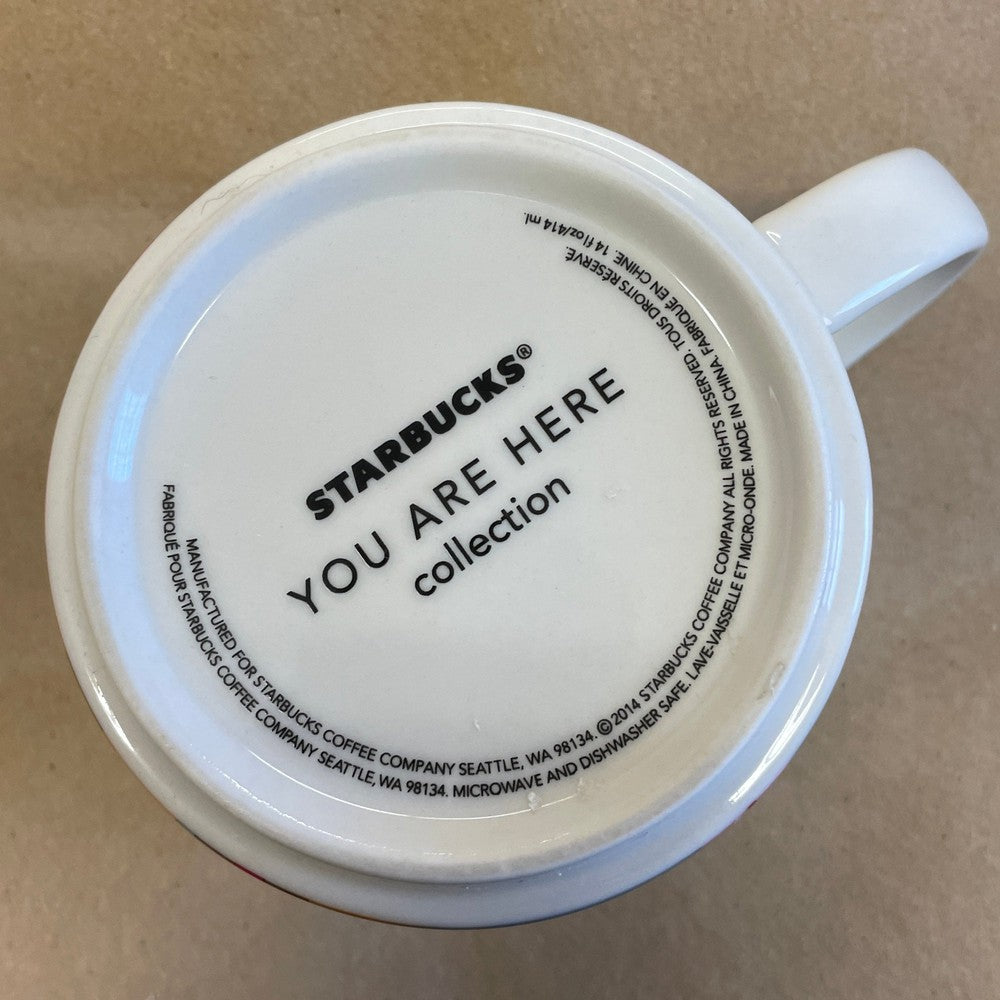 STARBUCKS®
YOU ARE HERE
collection
MANUFACTURED FOR STARBUCKS COFFEE COMPANY SEATTLE, WA 98134. ©2014 STARBUCKS COFFEE COMPANY ALL RIGHTS RESERVED. TOUS DROITS RÉSERVÉ.
FABRIQUÉ POUR STARBUCKS COFFEE COMPANY SEATTLE, WA 98134. MICROWAVE AND DISHWASHER SAFE. LAVE-VAISSELLE ET MICRO-ONDE. MADE IN CHINA. FABRIQUÉ EN CHINE. 14 fl oz/414 ml.